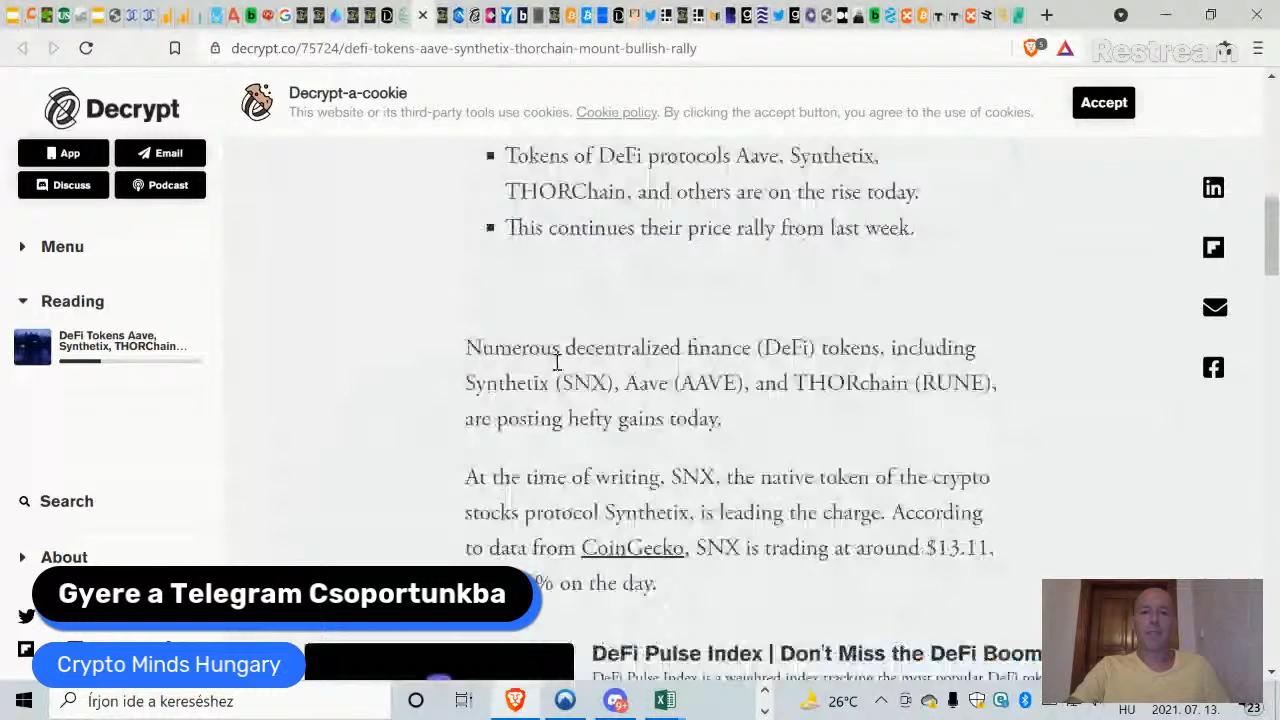 decrypt.co/75724/defi-tokens-aave-synthetix-thorchain-mount-bullish-rally
5
Restream
Decrypt
Decrypt-a-cookie
This website or its third-party tools use cookies. Cookie policy. By clicking the accept button, you agree to the use of cookies.
Accept
App
Email
Discuss
Podcast
Menu
Reading
DeFi Tokens Aave,
Synthetix, THORChain...
Search
About
Tokens of DeFi protocols Aave, Synthetix,
THORChain, and others are on the rise today.
This continues their price rally from last week.
Numerous decentralized finance (DeFi) tokens, including
Synthetix (SNX), Aave (AAVE), and THORchain (RUNE),
are posting hefty gains today.
At the time of writing, SNX, the native token of the crypto
stocks protocol Synthetix, is leading the charge. According
to data from CoinGecko, SNX is trading at around $13.11,
% on the day.
DeFi Pulse Index | Don't Miss the DeFi Boom
Gyere a Telegram Csoportunkba
Crypto Minds Hungary
Írjon ide a kereséshez
9+
26°C
HU
2021. 07. 13.
23